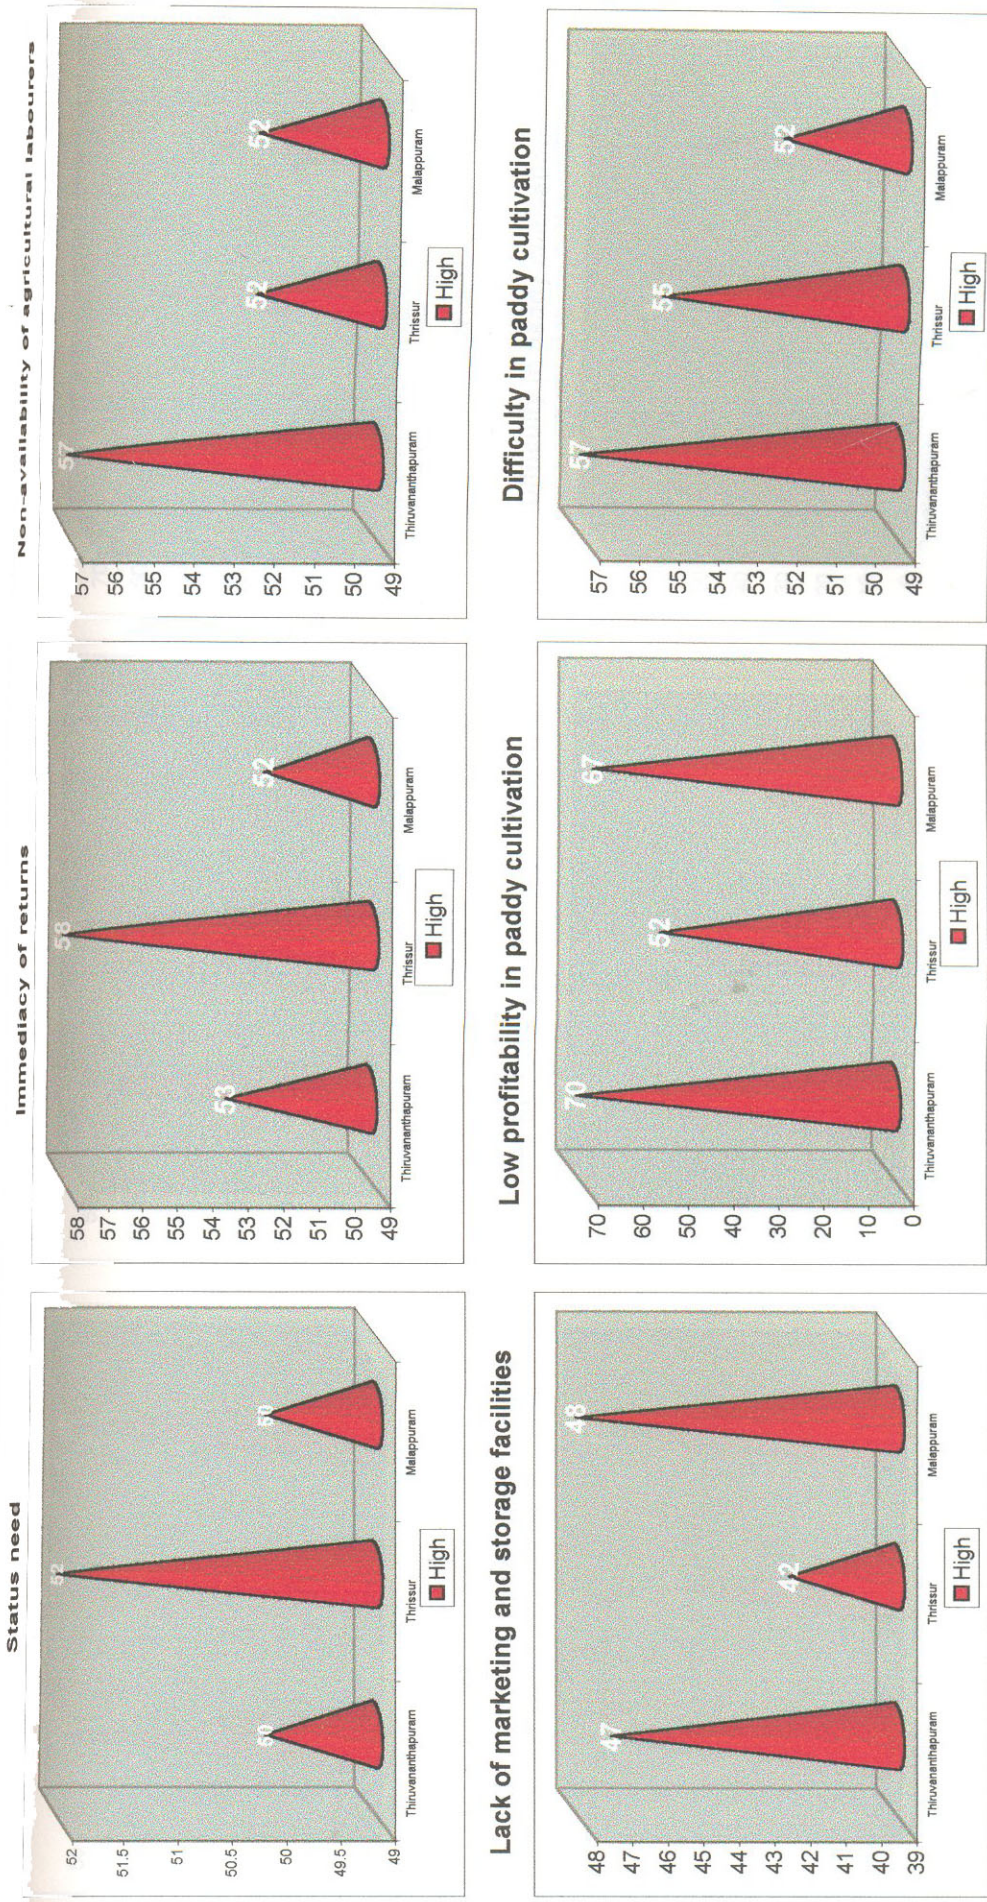 Status need
52
51.5
51
50.5
50
49.5
49
50
52
50
Thiruvananthapuram
Thrissur
Malappuram
High
Immediacy of returns
58
57
56
55
54
53
52
51
50
49
53
58
52
Thiruvananthapuram
Thrissur
Malappuram
High
Non-availability of agricultural labourers
57
56
55
54
53
52
51
50
49
57
52
52
Thiruvananthapuram
Thrissur
Malappuram
High
Lack of marketing and storage facilities
48
47
46
45
44
43
42
41
40
39
47
42
48
Thiruvananthapuram
Thrissur
Malappuram
High
Low profitability in paddy cultivation
70
60
50
40
30
20
10
0
70
52
67
Thiruvananthapuram
Thrissur
Malappuram
High
Difficulty in paddy cultivation
57
56
55
54
53
52
51
50
49
57
55
52
Thiruvananthapuram
Thrissur
Malappuram
High